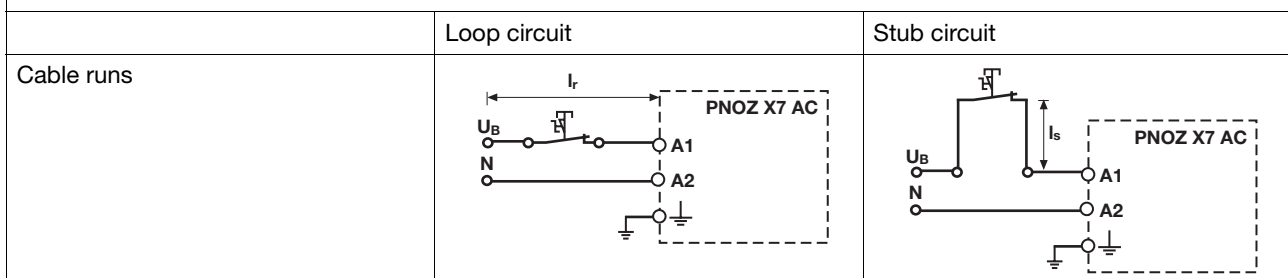 Loop circuit
Stub circuit
Cable runs
lr
PNOZ X7 AC
UB
A1
N
A2
ls
PNOZ X7 AC
UB
A1
N
A2